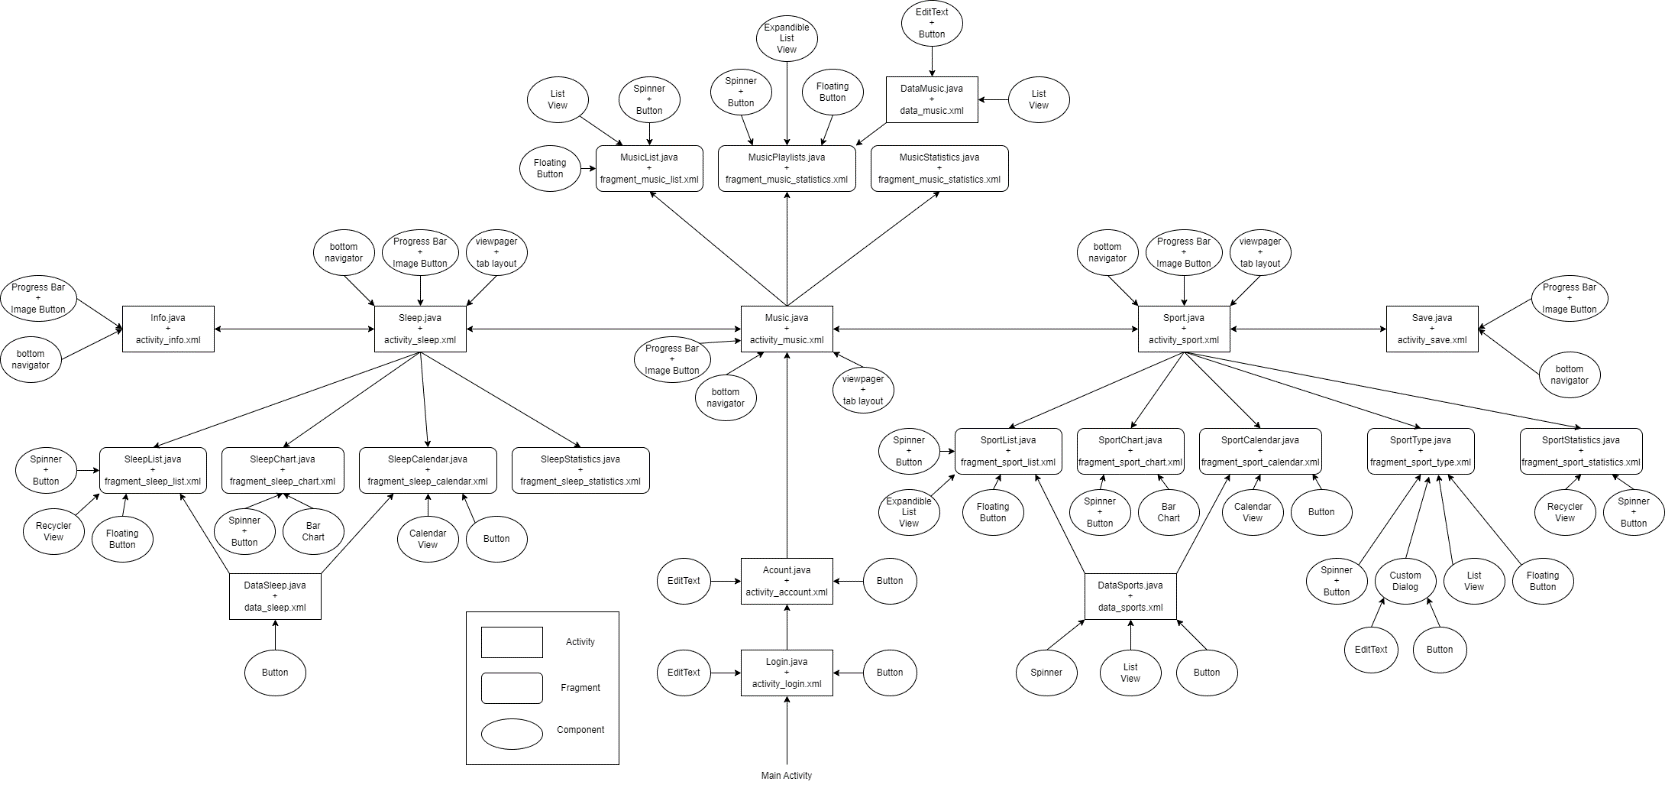 EditText
+
Button
Expandible
List
View
List
View
Spinner
+
Button
Spinner
+
Button
Floating
Button
DataMusic.java
+
data_music.xml
List
View
Floating
Button
MusicList.java
+
fragment_music_list.xml
MusicPlaylists.java
+
fragment_music_statistics.xml
MusicStatistics.java
+
fragment_music_statistics.xml
bottom
navigator
Progress Bar
+
Image Button
viewpager
+
tab layout
bottom
navigator
Progress Bar
+
Image Button
viewpager
+
tab layout
Progress Bar
+
Image Button
Info.java
+
activity_info.xml
Sleep.java
+
activity_sleep.xml
Music.java
+
activity_music.xml
Sport.java
+
activity_sport.xml
Save.java
+
activity_save.xml
Progress Bar
+
Image Button
bottom
navigator
Progress Bar
+
Image Button
bottom
navigator
viewpager
+
tab layout
bottom
navigator
Spinner
+
Button
SleepList.java
+
fragment_sleep_list.xml
SleepChart.java
+
fragment_sleep_chart.xml
SleepCalendar.java
+
fragment_sleep_calendar.xml
SleepStatistics.java
+
fragment_sleep_statistics.xml
Spinner
+
Button
SportList.java
+
fragment_sport_list.xml
SportChart.java
+
fragment_sport_chart.xml
SportCalendar.java
+
fragment_sport_calendar.xml
SportType.java
+
fragment_sport_type.xml
SportStatistics.java
+
fragment_sport_statistics.xml
Recycler
View
Floating
Button
Spinner
+
Button
Bar
Chart
Calendar
View
Button
Expandible
List
View
Floating
Button
Spinner
+
Button
Bar
Chart
Calendar
View
Button
Recycler
View
Spinner
+
Button
DataSleep.java
+
data_sleep.xml
EditText
Acount.java
+
activity_account.xml
Button
DataSports.java
+
data_sports.xml
Spinner
+
Button
Custom
Dialog
List
View
Floating
Button
Button
Activity
Fragment
Component
EditText
Login.java
+
activity_login.xml
Button
Spinner
List
View
Button
EditText
Button
Main Activity